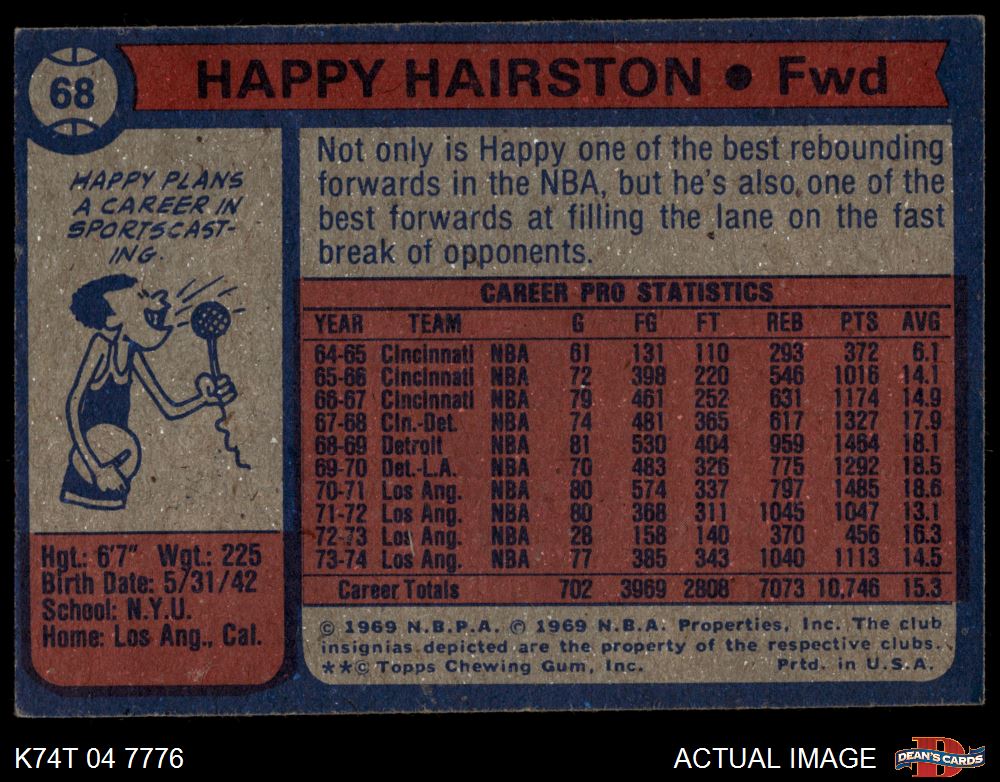 68
HAPPY HAIRSTON ● Fwd
HAPPY PLANS
A CAREER IN
SPORTSCAST-
ING.
Not only is Happy one of the best rebounding
forwards in the NBA, but he's also one of the
best forwards at filling the lane on the fast
break of opponents.
CAREER PRO STATISTICS
YEAR TEAM G FG FT REB PTS AVG
64-65 Cincinnati NBA 61 131 110 293 372 6.1
65-66 Cincinnati NBA 72 398 220 546 1016 14.1
66-67 Cincinnati NBA 79 461 252 631 1174 14.9
67-68 Cin.-Det. NBA 74 481 365 617 1327 17.9
68-69 Detroit NBA 81 530 404 959 1464 18.1
69-70 Det.-L.A. NBA 70 483 326 775 1292 18.5
70-71 Los Ang. NBA 80 574 337 797 1485 18.6
71-72 Los Ang. NBA 80 368 311 1045 1047 13.1
72-73 Los Ang. NBA 28 158 140 370 456 16.3
73-74 Los Ang. NBA 77 385 343 1040 1113 14.5
Career Totals 702 3969 2808 7073 10,746 15.3
Hgt.: 6'7" Wgt.: 225
Birth Date: 5/31/42
School: N.Y.U.
Home: Los Ang., Cal.
© 1969 N.B.P.A. © 1969 N.B.A. Properties, Inc. The club
insignias depicted are the property of the respective clubs.
**© Topps Chewing Gum, Inc. Prtd. in U.S.A.
K74T 04 7776
ACTUAL IMAGE
D
DEAN'S CARDS